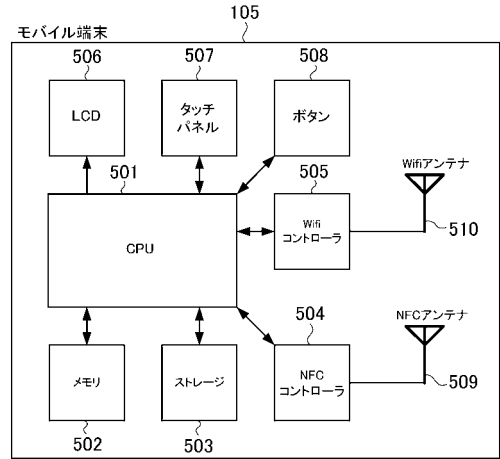 105
モバイル端末
506
507
508
LCD
タッチ
パネル
ボタン
501
505
Wifiアンテナ
CPU
Wifi
コントローラ
510
504
NFCアンテナ
メモリ
ストレージ
NFC
コントローラ
509
502
503